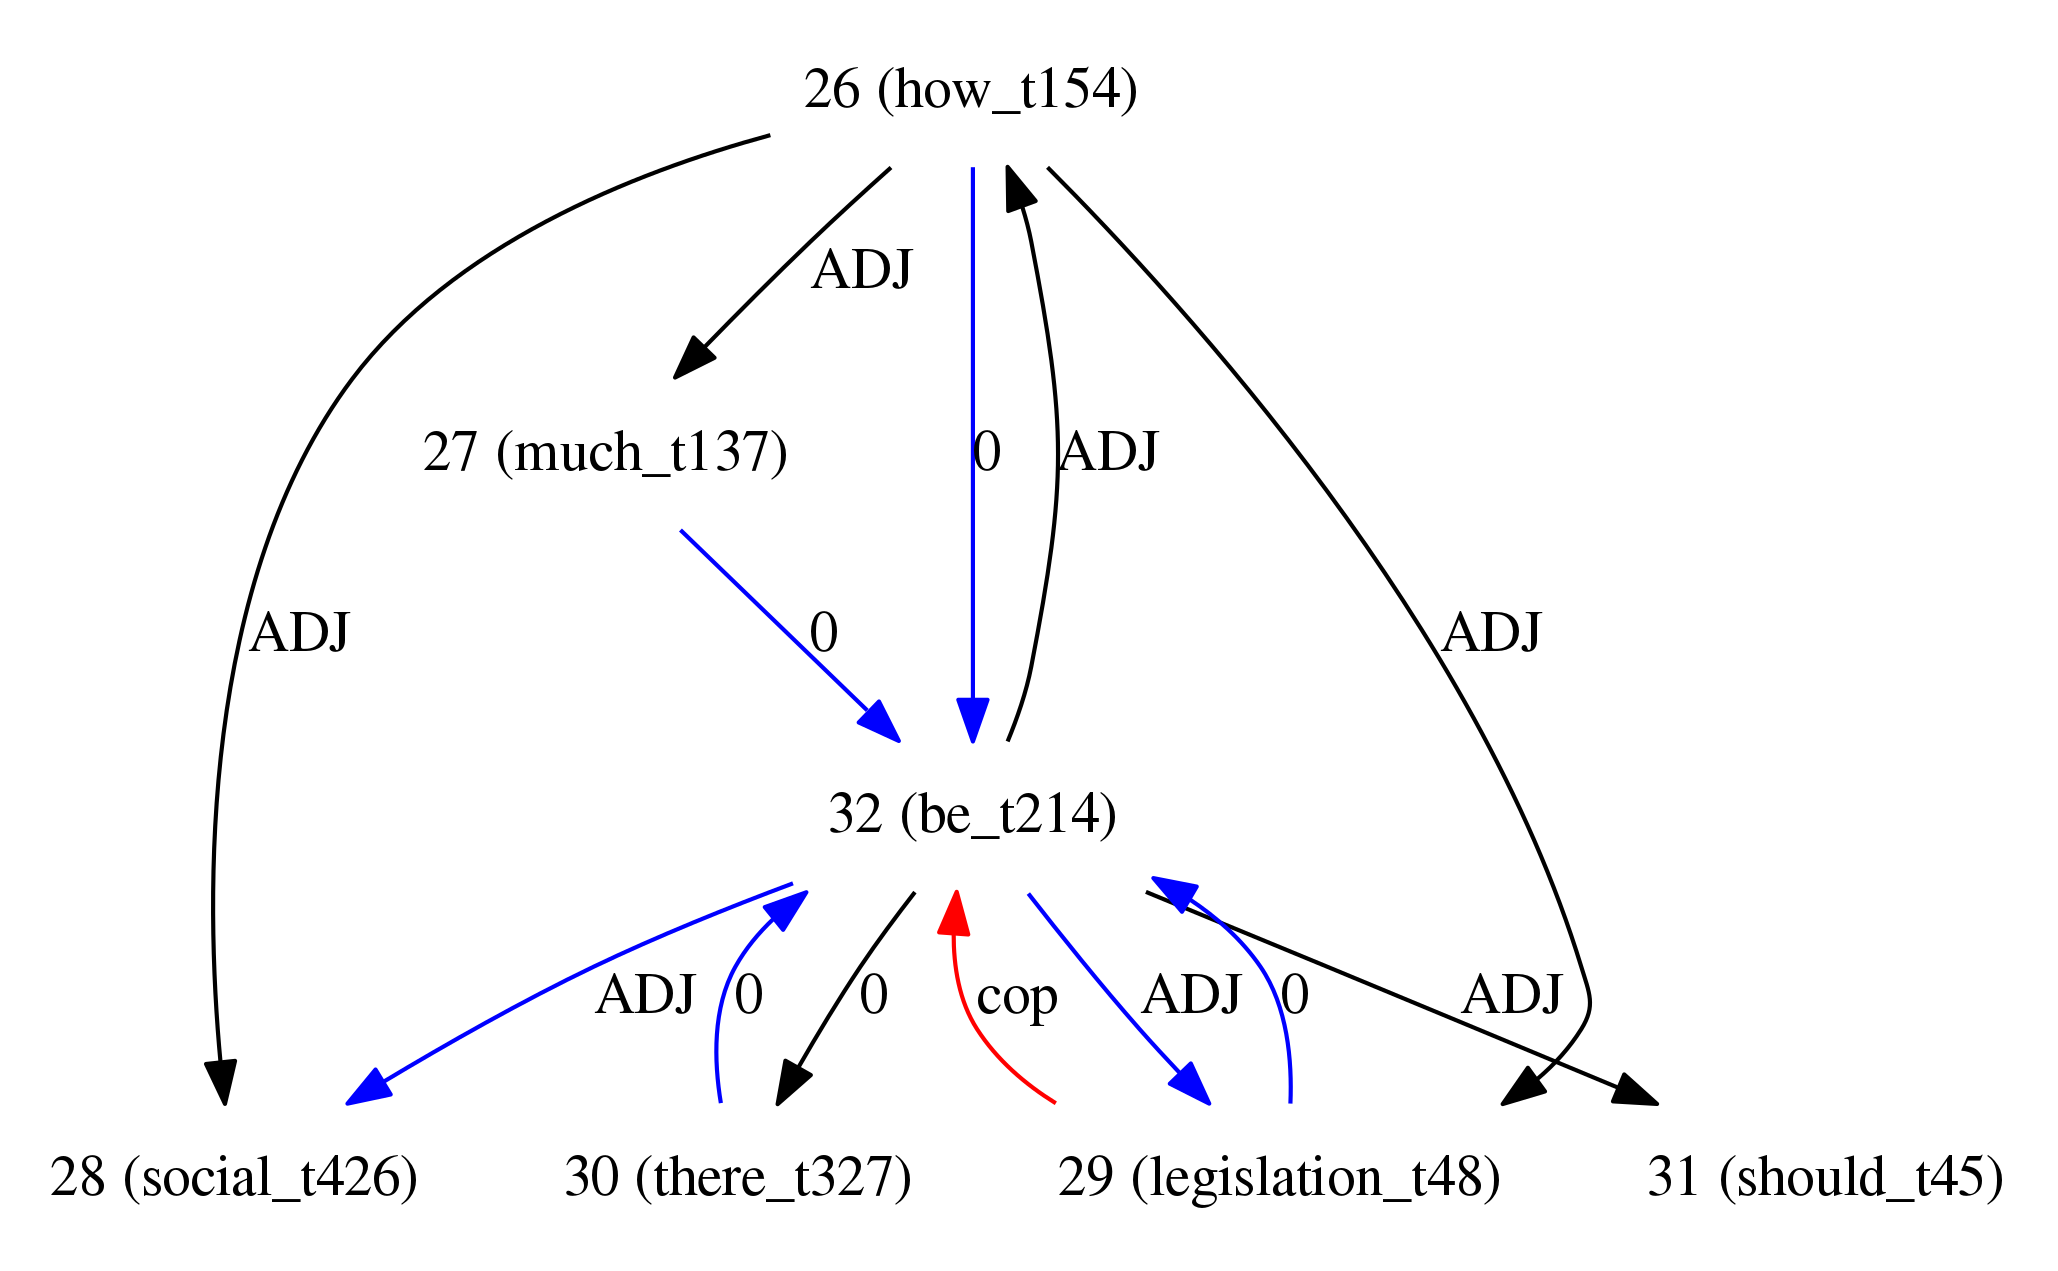 26 (how_t154)
ADJ
27 (much_t137)
0
ADJ
ADJ
0
ADJ
32 (be_t214)
ADJ
0
0
cop
ADJ
0
ADJ
28 (social_t426)
30 (there_t327)
29 (legislation_t48)
31 (should_t45)